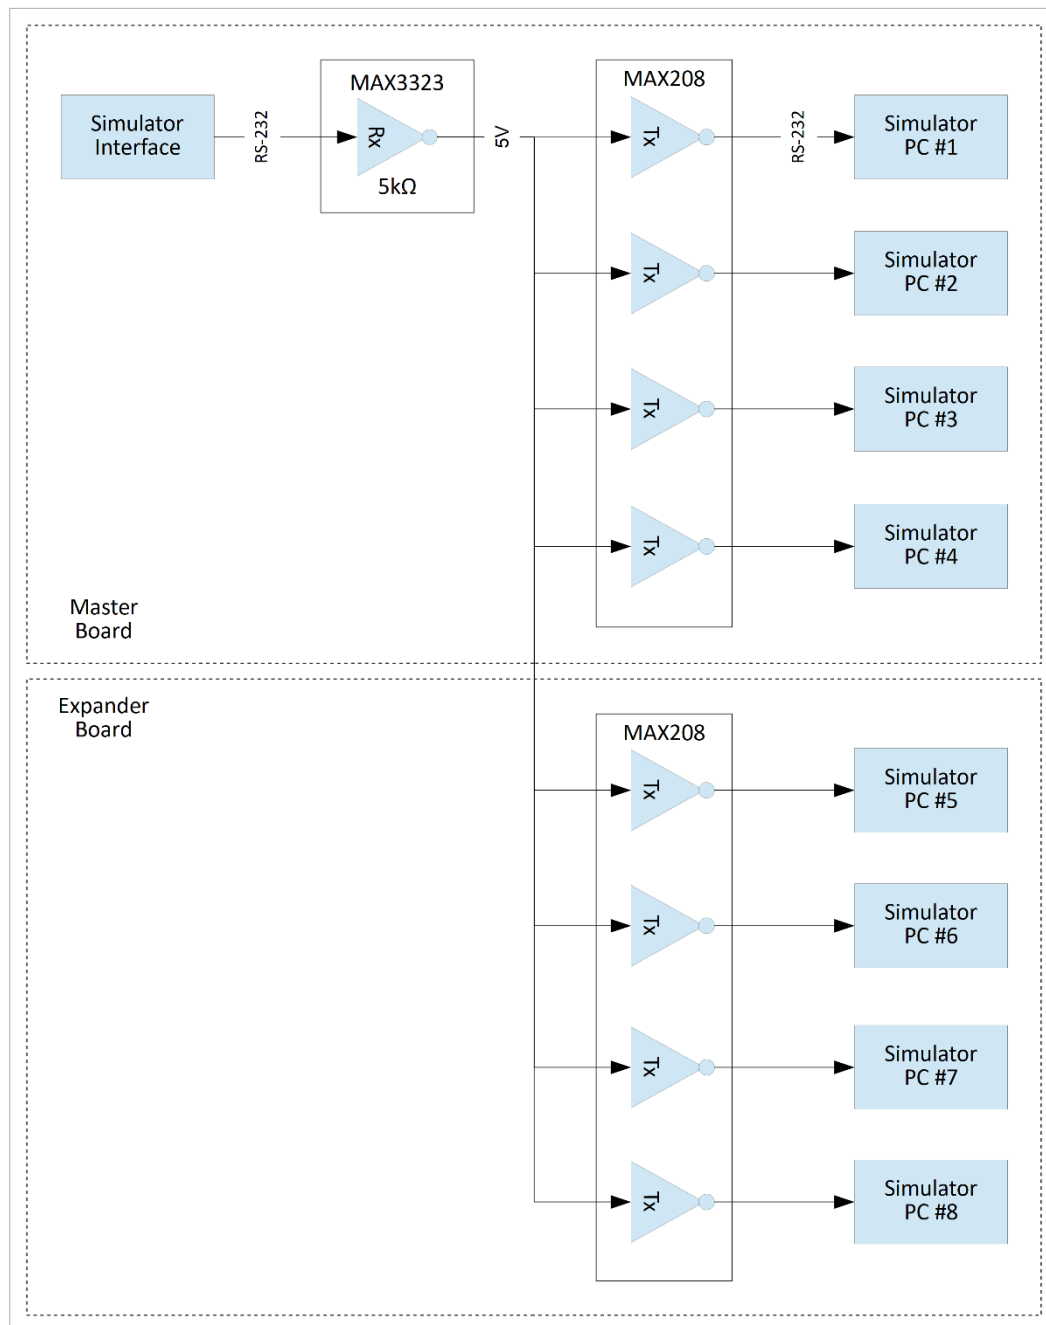 MAX3323
MAX208
Simulator
Interface
RS-232
Rx
5kΩ
5V
Tx
RS-232
Simulator
PC #1
Tx
Simulator
PC #2
Tx
Simulator
PC #3
Tx
Simulator
PC #4
Master
Board
Expander
Board
MAX208
Tx
Simulator
PC #5
Tx
Simulator
PC #6
Tx
Simulator
PC #7
Tx
Simulator
PC #8